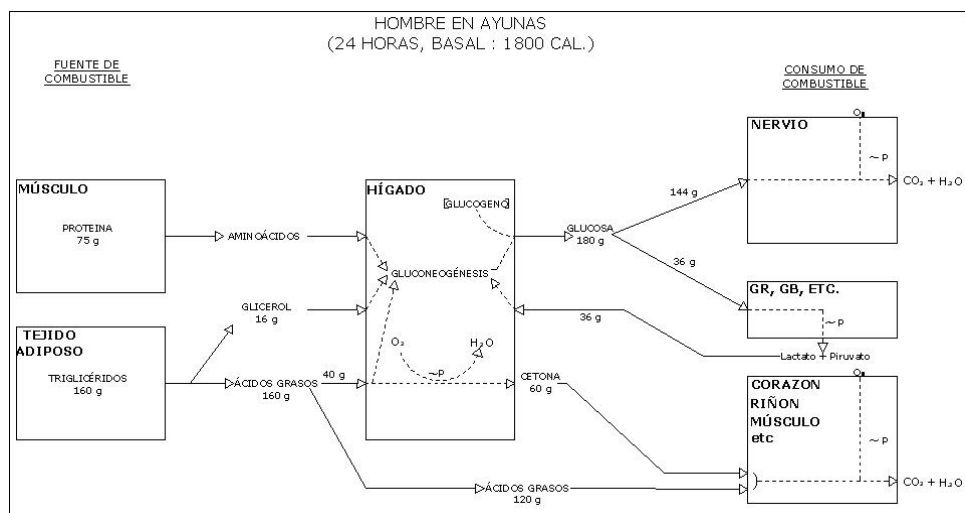 HOMBRE EN AYUNAS
(24 HORAS, BASAL : 1800 CAL.)
FUENTE DE
COMBUSTIBLE
CONSUMO DE
COMBUSTIBLE
MÚSCULO
PROTEINA
75 g
AMINOÁCIDOS
TEJIDO
ADIPOSO
TRIGLICÉRIDOS
160 g
GLICEROL
16 g
ÁCIDOS GRASOS
160 g
40 g
HÍGADO
[GLUCOGENO]
GLUCONEOGÉNESIS
O₂
H₂O
~P
GLUCOSA
180 g
144 g
36 g
36 g
CETONA
60 g
ÁCIDOS GRASOS
120 g
NERVIO
O₂
~P
CO₂ + H₂O
GR, GB, ETC.
~P
Lactato + Piruvato
CORAZON
RIÑON
MÚSCULO
etc
O₂
~P
CO₂ + H₂O